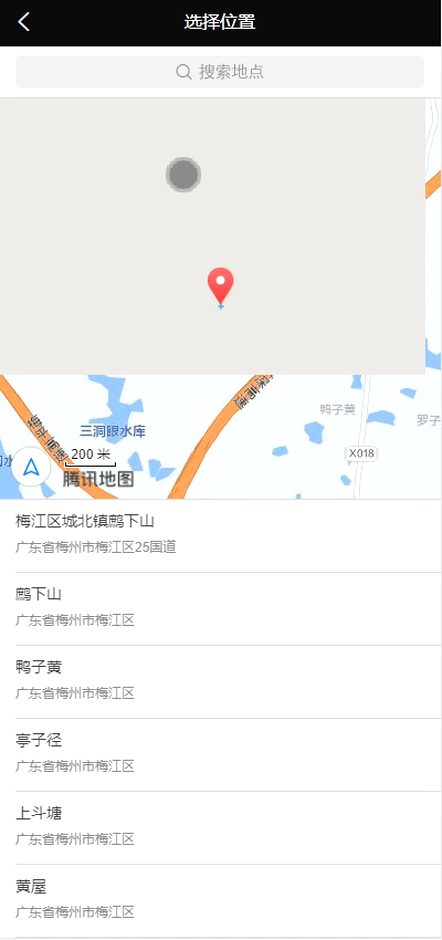 选择位置
搜索地点
三洞眼水库
鸭子黄
罗子
200 米
X018
腾讯地图
梅江区城北镇鹧下山
广东省梅州市梅江区25国道
鹧下山
广东省梅州市梅江区
鸭子黄
广东省梅州市梅江区
亭子径
广东省梅州市梅江区
上斗塘
广东省梅州市梅江区
黄屋
广东省梅州市梅江区